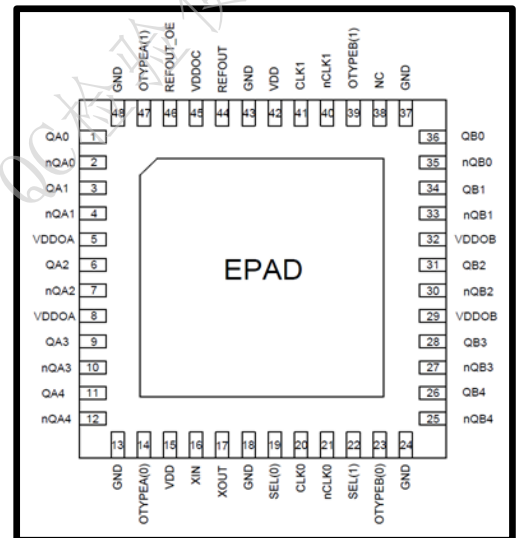 QC检验
GND
OTYPEA(1)
REFOUT_OE
VDDOC
REFOUT
GND
VDD
CLK1
nCLK1
OTYPEB(1)
NC
GND
48 47 46 45 44 43 42 41 40 39 38 37
QA0 1
nQA0 2
QA1 3
nQA1 4
VDDOA 5
QA2 6
nQA2 7
VDDOA 8
QA3 9
nQA3 10
QA4 11
nQA4 12
EPAD
36 QB0
35 nQB0
34 QB1
33 nQB1
32 VDDOB
31 QB2
30 nQB2
29 VDDOB
28 QB3
27 nQB3
26 QB4
25 nQB4
13 14 15 16 17 18 19 20 21 22 23 24
GND
OTYPEA(0)
VDD
XIN
XOUT
GND
SEL(0)
CLK0
nCLK0
SEL(1)
OTYPEB(0)
GND